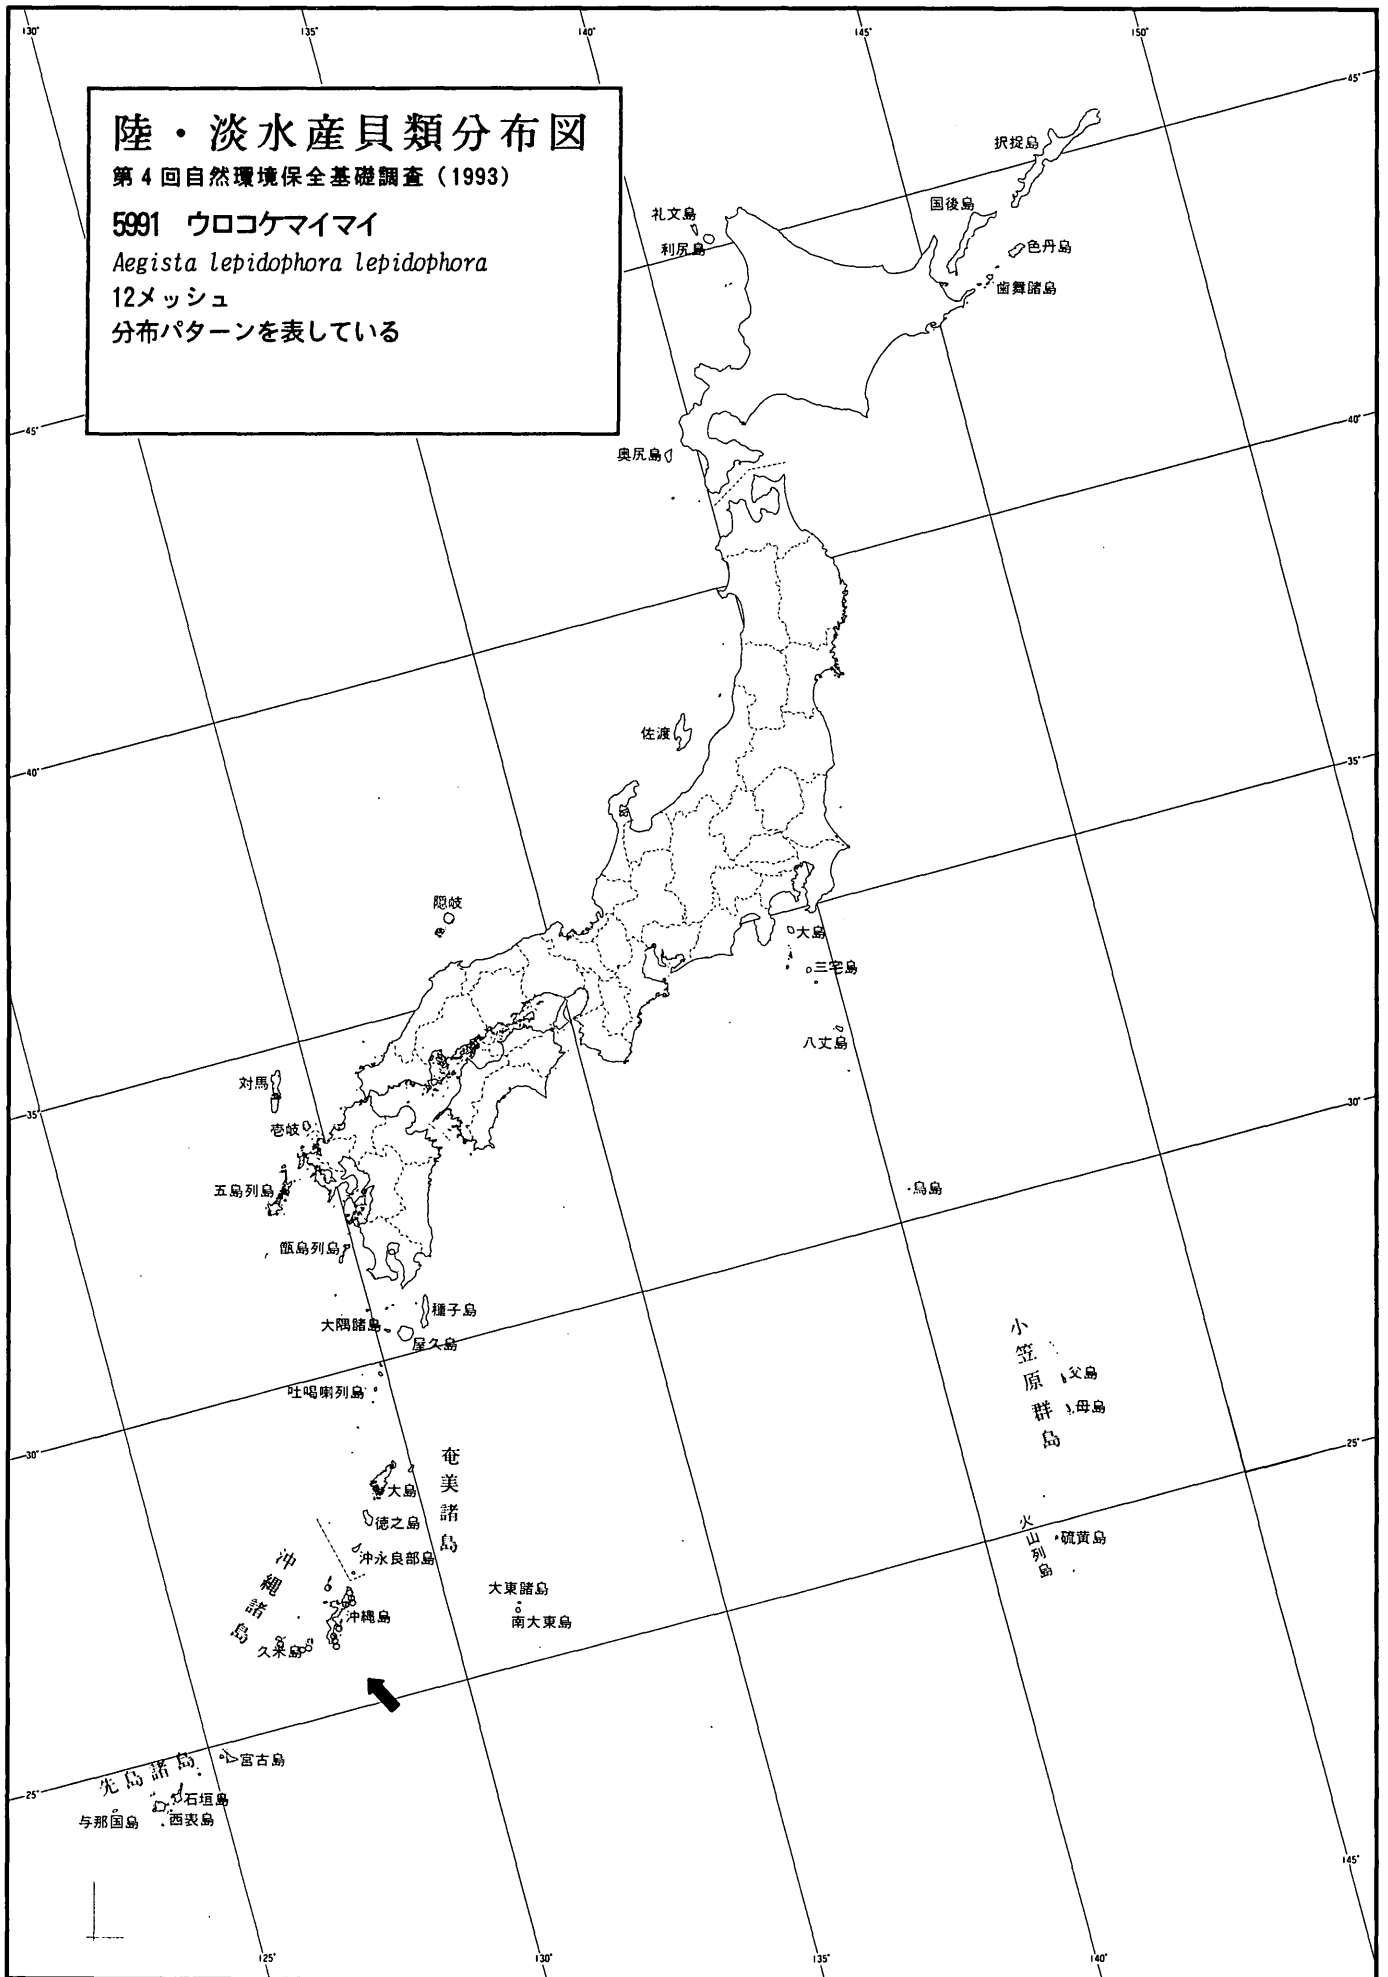 130°
135°
140°
145°
150°
陸・淡水産貝類分布図
第4回自然環境保全基礎調査(1993)
5991 ウロコケマイマイ
Aegista lepidophora lepidophora
12メッシュ
分布パターンを表している
45°
択捉島
国後島
礼文島
利尻島
色丹島
歯舞諸島
40°
45°
奥尻島
佐渡
35°
40°
隠岐
大島
三宅島
八丈島
対馬
30°
35°
壱岐
五島列島
鳥島
甑島列島
種子島
大隅諸島
屋久島
小笠原群島
父島
吐噶喇列島
母島
25°
30°
奄美諸島
大島
徳之島
火山列島
硫黄島
沖永良部島
沖縄諸島
大東諸島
沖縄島
南大東島
久米島
先島諸島
宮古島
25°
石垣島
与那国島
西表島
145°
125°
130°
135°
140°